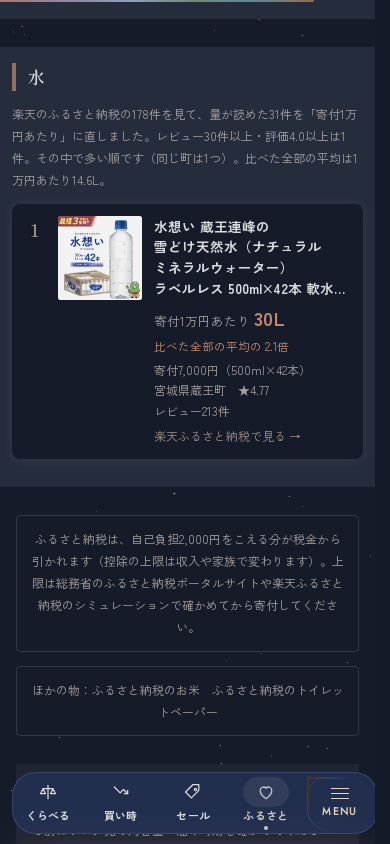 水
楽天のふるさと納税の178件を見て、量が読めた31件を「寄付1万
円あたり」に直しました。レビュー30件以上・評価4.0以上は1
件。その中で多い順です（同じ町は1つ）。比べた全部の平均は1
万円あたり14.6L。
1
最短3
水想い
42本
水想い 蔵王連峰の
雪どけ天然水（ナチュラル
ミネラルウォーター）
ラベルレス 500ml×42本 軟水…
寄付1万円あたり 30L
比べた全部の平均の 2.1倍
寄付7,000円（500ml×42本）
宮城県蔵王町 ★4.77
レビュー213件
楽天ふるさと納税で見る →
ふるさと納税は、自己負担2,000円をこえる分が税金から
引かれます（控除の上限は収入や家族で変わります）。上
限は総務省のふるさと納税ポータルサイトや楽天ふるさと
納税のシミュレーションで確かめてから寄付してくださ
い。
ほかの物：ふるさと納税のお米 ふるさと納税のトイレッ
トペーパー
くらべる 買い時 セール ふるさと MENU